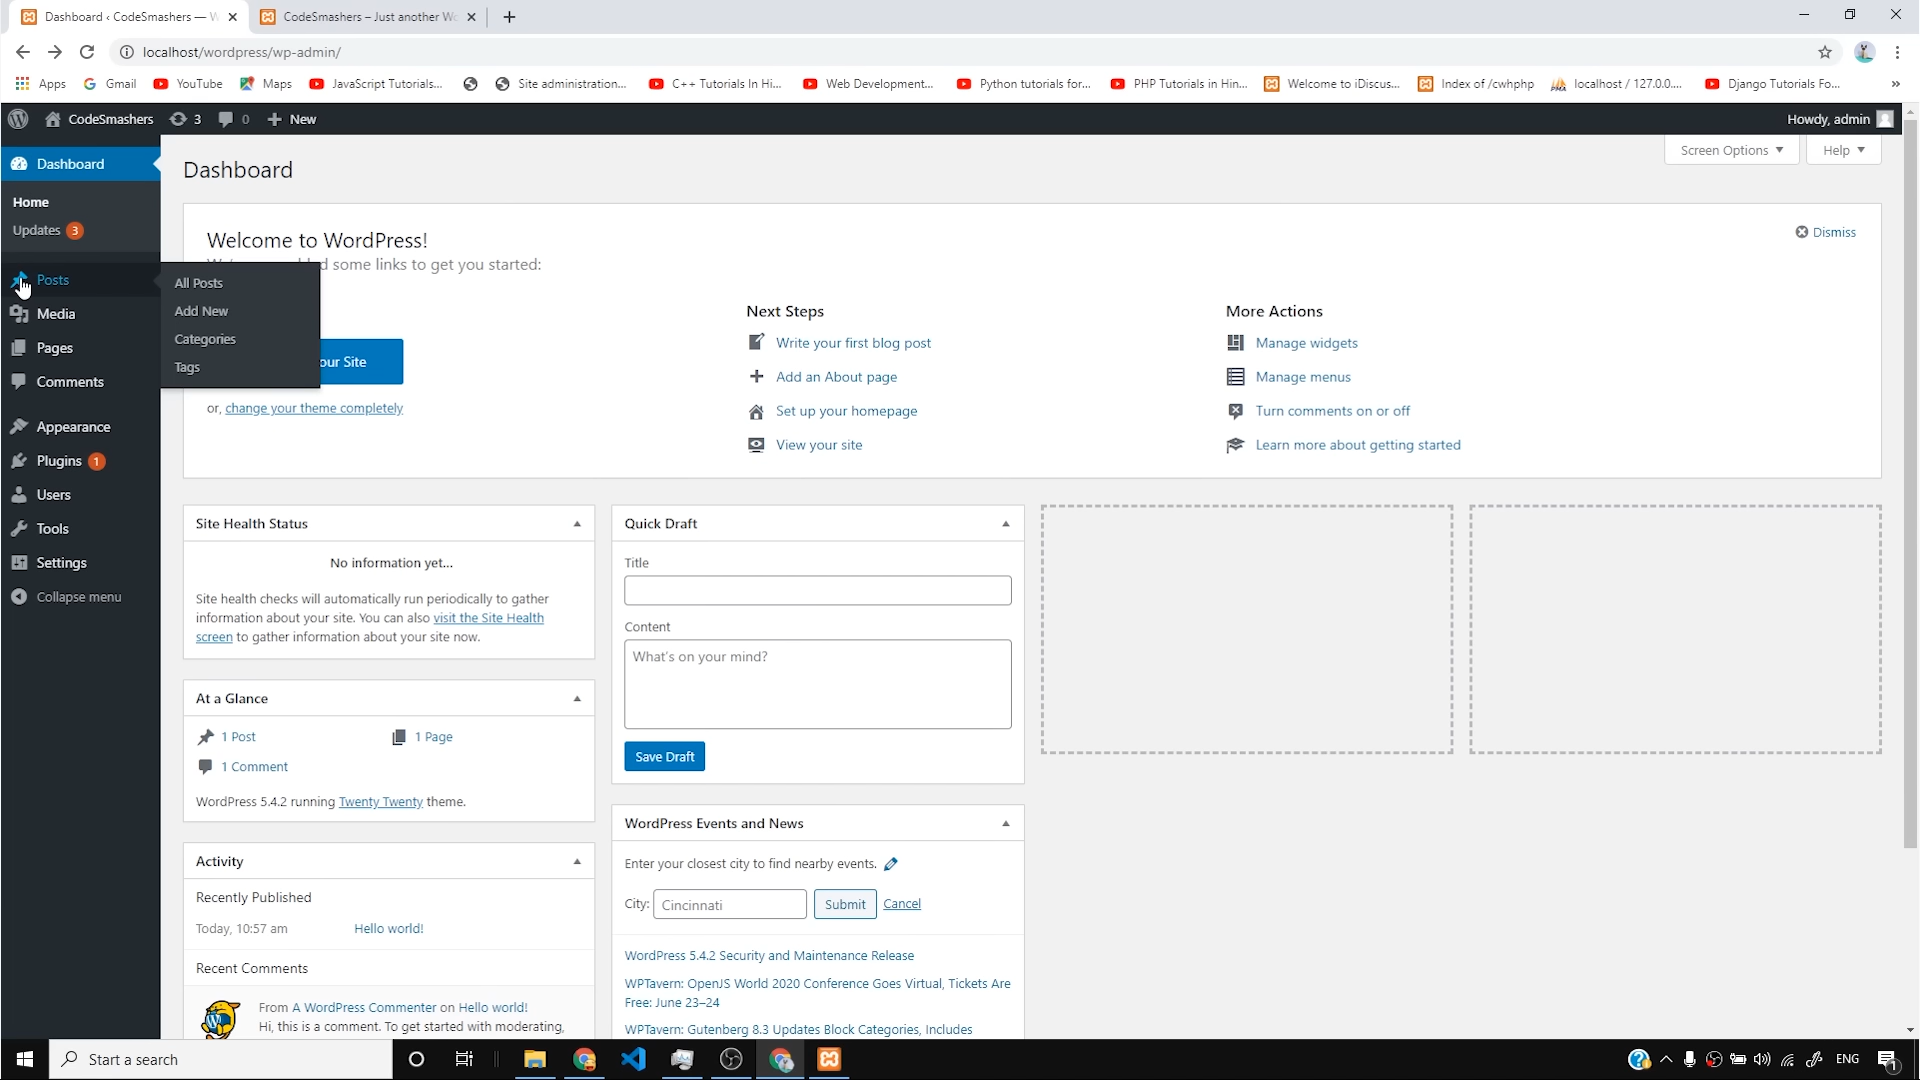 Dashboard ‹ CodeSmashers — W
CodeSmashers – Just another Wo
localhost/wordpress/wp-admin/
Apps
Gmail
YouTube
Maps
JavaScript Tutorials...
Site administration...
C++ Tutorials In Hi...
Web Development...
Python tutorials for...
PHP Tutorials in Hin...
Welcome to iDiscus...
Index of /cwhphp
localhost / 127.0.0....
Django Tutorials Fo...
CodeSmashers
3
0
New
Howdy, admin
Dashboard
Home
Updates 3
Posts
Media
Pages
Comments
Appearance
Plugins 1
Users
Tools
Settings
Collapse menu
All Posts
Add New
Categories
Tags
Dashboard
Screen Options
Help
Welcome to WordPress!
d some links to get you started:
Dismiss
our Site
or, change your theme completely
Next Steps
Write your first blog post
Add an About page
Set up your homepage
View your site
More Actions
Manage widgets
Manage menus
Turn comments on or off
Learn more about getting started
Site Health Status
No information yet...
Site health checks will automatically run periodically to gather
information about your site. You can also visit the Site Health
screen to gather information about your site now.
At a Glance
1 Post
1 Page
1 Comment
WordPress 5.4.2 running Twenty Twenty theme.
Activity
Recently Published
Today, 10:57 am
Hello world!
Recent Comments
From A WordPress Commenter on Hello world!
Hi, this is a comment. To get started with moderating,
Quick Draft
Title
Content
What's on your mind?
Save Draft
WordPress Events and News
Enter your closest city to find nearby events.
City: Cincinnati Submit Cancel
WordPress 5.4.2 Security and Maintenance Release
WPTavern: OpenJS World 2020 Conference Goes Virtual, Tickets Are
Free: June 23–24
WPTavern: Gutenberg 8.3 Updates Block Categories, Includes
Start a search
ENG
1